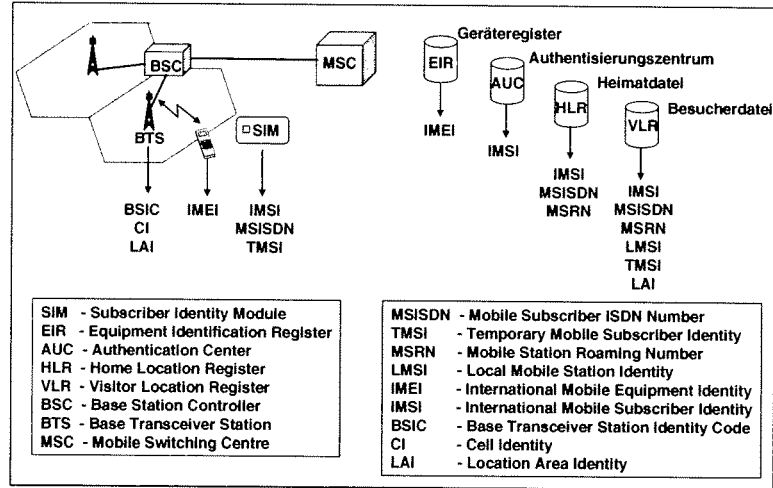 BSC
MSC
BTS
SIM
BSIC
CI
LAI
IMEI
IMSI
MSISDN
TMSI
Geräteregister
EIR
IMEI
Authentisierungszentrum
AUC
IMSI
Heimatdatei
HLR
IMSI
MSISDN
MSRN
Besucherdatei
VLR
IMSI
MSISDN
MSRN
LMSI
TMSI
LAI
SIM - Subscriber Identity Module
EIR - Equipment Identification Register
AUC - Authentication Center
HLR - Home Location Register
VLR - Visitor Location Register
BSC - Base Station Controller
BTS - Base Transceiver Station
MSC - Mobile Switching Centre
MSISDN - Mobile Subscriber ISDN Number
TMSI - Temporary Mobile Subscriber Identity
MSRN - Mobile Station Roaming Number
LMSI - Local Mobile Station Identity
IMEI - International Mobile Equipment Identity
IMSI - International Mobile Subscriber Identity
BSIC - Base Transceiver Station Identity Code
CI - Cell Identity
LAI - Location Area Identity